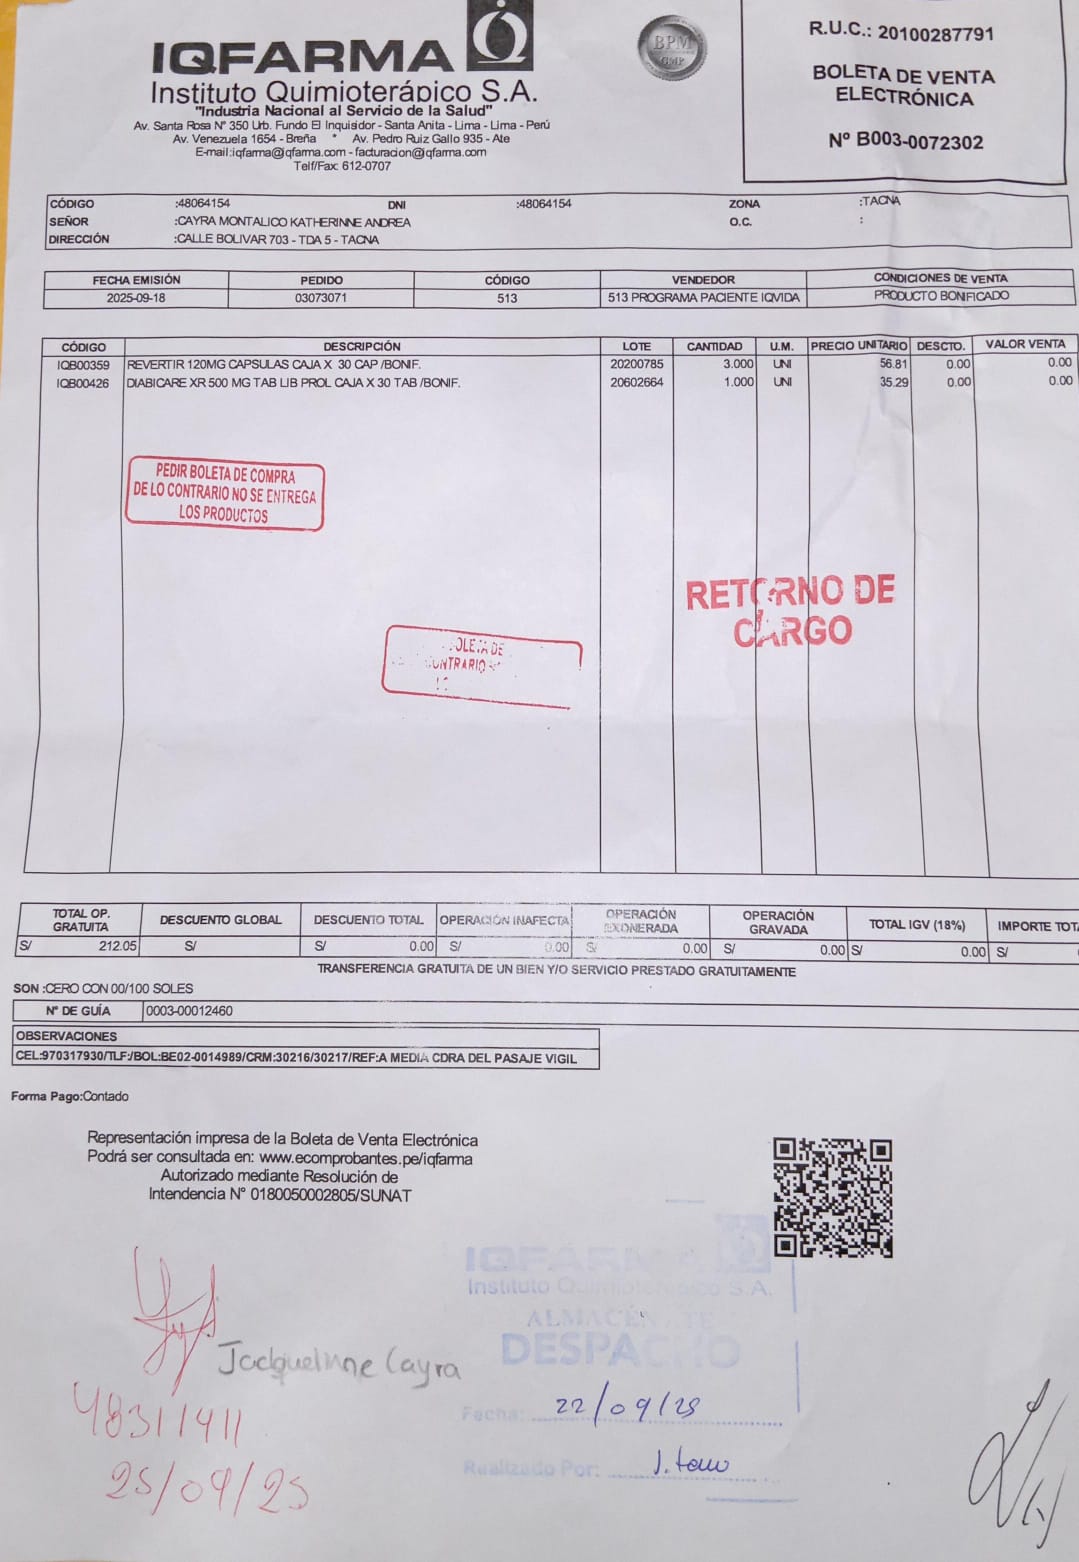 IQFARMA
Instituto Quimioterápico S.A.
"Industria Nacional al Servicio de la Salud"
Av. Santa Rosa N° 350 Urb. Fundo El Inquisidor - Santa Anita - Lima - Lima - Perú
Av. Venezuela 1654 - Breña * Av. Pedro Ruiz Gallo 935 - Ate
E-mail:iqfarma@iqfarma.com - facturacion@iqfarma.com
Telf/Fax: 612-0707
BPM
GMP
R.U.C.: 20100287791
BOLETA DE VENTA
ELECTRÓNICA
Nº B003-0072302
CÓDIGO :48064154 DNI :48064154 ZONA :TACNA
SEÑOR :CAYRA MONTALICO KATHERINNE ANDREA O.C. :
DIRECCIÓN :CALLE BOLIVAR 703 - TDA 5 - TACNA
FECHA EMISIÓN PEDIDO CÓDIGO VENDEDOR CONDICIONES DE VENTA
2025-09-18 03073071 513 513 PROGRAMA PACIENTE IQVIDA PRODUCTO BONIFICADO
CÓDIGO DESCRIPCIÓN LOTE CANTIDAD U.M. PRECIO UNITARIO DESCTO. VALOR VENTA
IQB00359 REVERTIR 120MG CAPSULAS CAJA X 30 CAP /BONIF. 20200785 3.000 UNI 56.81 0.00 0.00
IQB00426 DIABICARE XR 500 MG TAB LIB PROL CAJA X 30 TAB /BONIF. 20602664 1.000 UNI 35.29 0.00 0.00
PEDIR BOLETA DE COMPRA
DE LO CONTRARIO NO SE ENTREGA
LOS PRODUCTOS
RETORNO DE
CARGO
OLETA DE
ONTRARIO
TOTAL OP. GRATUITA DESCUENTO GLOBAL DESCUENTO TOTAL OPERACIÓN INAFECTA OPERACIÓN EXONERADA OPERACIÓN GRAVADA TOTAL IGV (18%) IMPORTE TOTA
S/ 212.05 S/ S/ 0.00 S/ 0.00 S/ 0.00 S/ 0.00 S/ 0.00 S/
TRANSFERENCIA GRATUITA DE UN BIEN Y/O SERVICIO PRESTADO GRATUITAMENTE
SON :CERO CON 00/100 SOLES
N° DE GUÍA 0003-00012460
OBSERVACIONES
CEL:970317930/TLF:/BOL:BE02-0014989/CRM:30216/30217/REF:A MEDIA CDRA DEL PASAJE VIGIL
Forma Pago:Contado
Representación impresa de la Boleta de Venta Electrónica
Podrá ser consultada en: www.ecomprobantes.pe/iqfarma
Autorizado mediante Resolución de
Intendencia N° 0180050002805/SUNAT
IQFARMA
Instituto Quimioterápico S.A.
DESPACHO
Fecha: 22/09/25
Realizado Por:
Jacquelinne Cayra
48311911
25/09/25